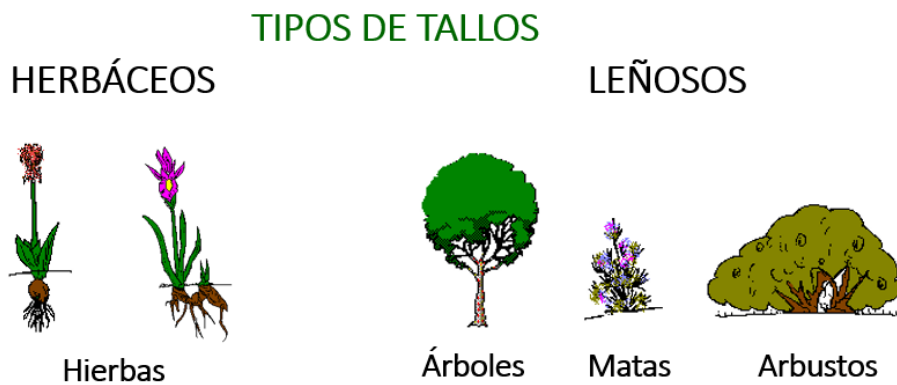 TIPOS DE TALLOS
HERBÁCEOS
LEÑOSOS
Hierbas
Árboles
Matas
Arbustos